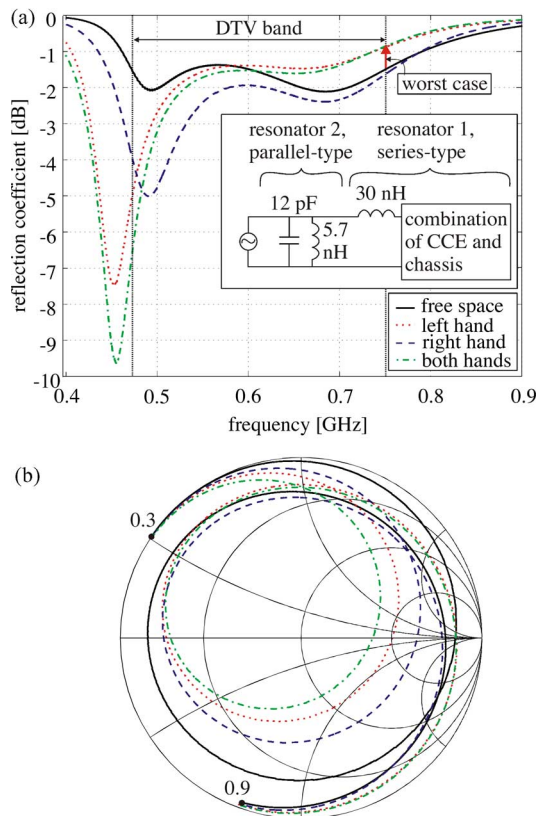 (a)
0
-1
-2
-3
-4
-5
-6
-7
-8
-9
-10
reflection coefficient [dB]
DTV band
worst case
resonator 2,
parallel-type
resonator 1,
series-type
12 pF
30 nH
5.7
nH
combination
of CCE and
chassis
free space
left hand
right hand
both hands
0.4 0.5 0.6 0.7 0.8 0.9
frequency [GHz]
(b)
0.3
0.9